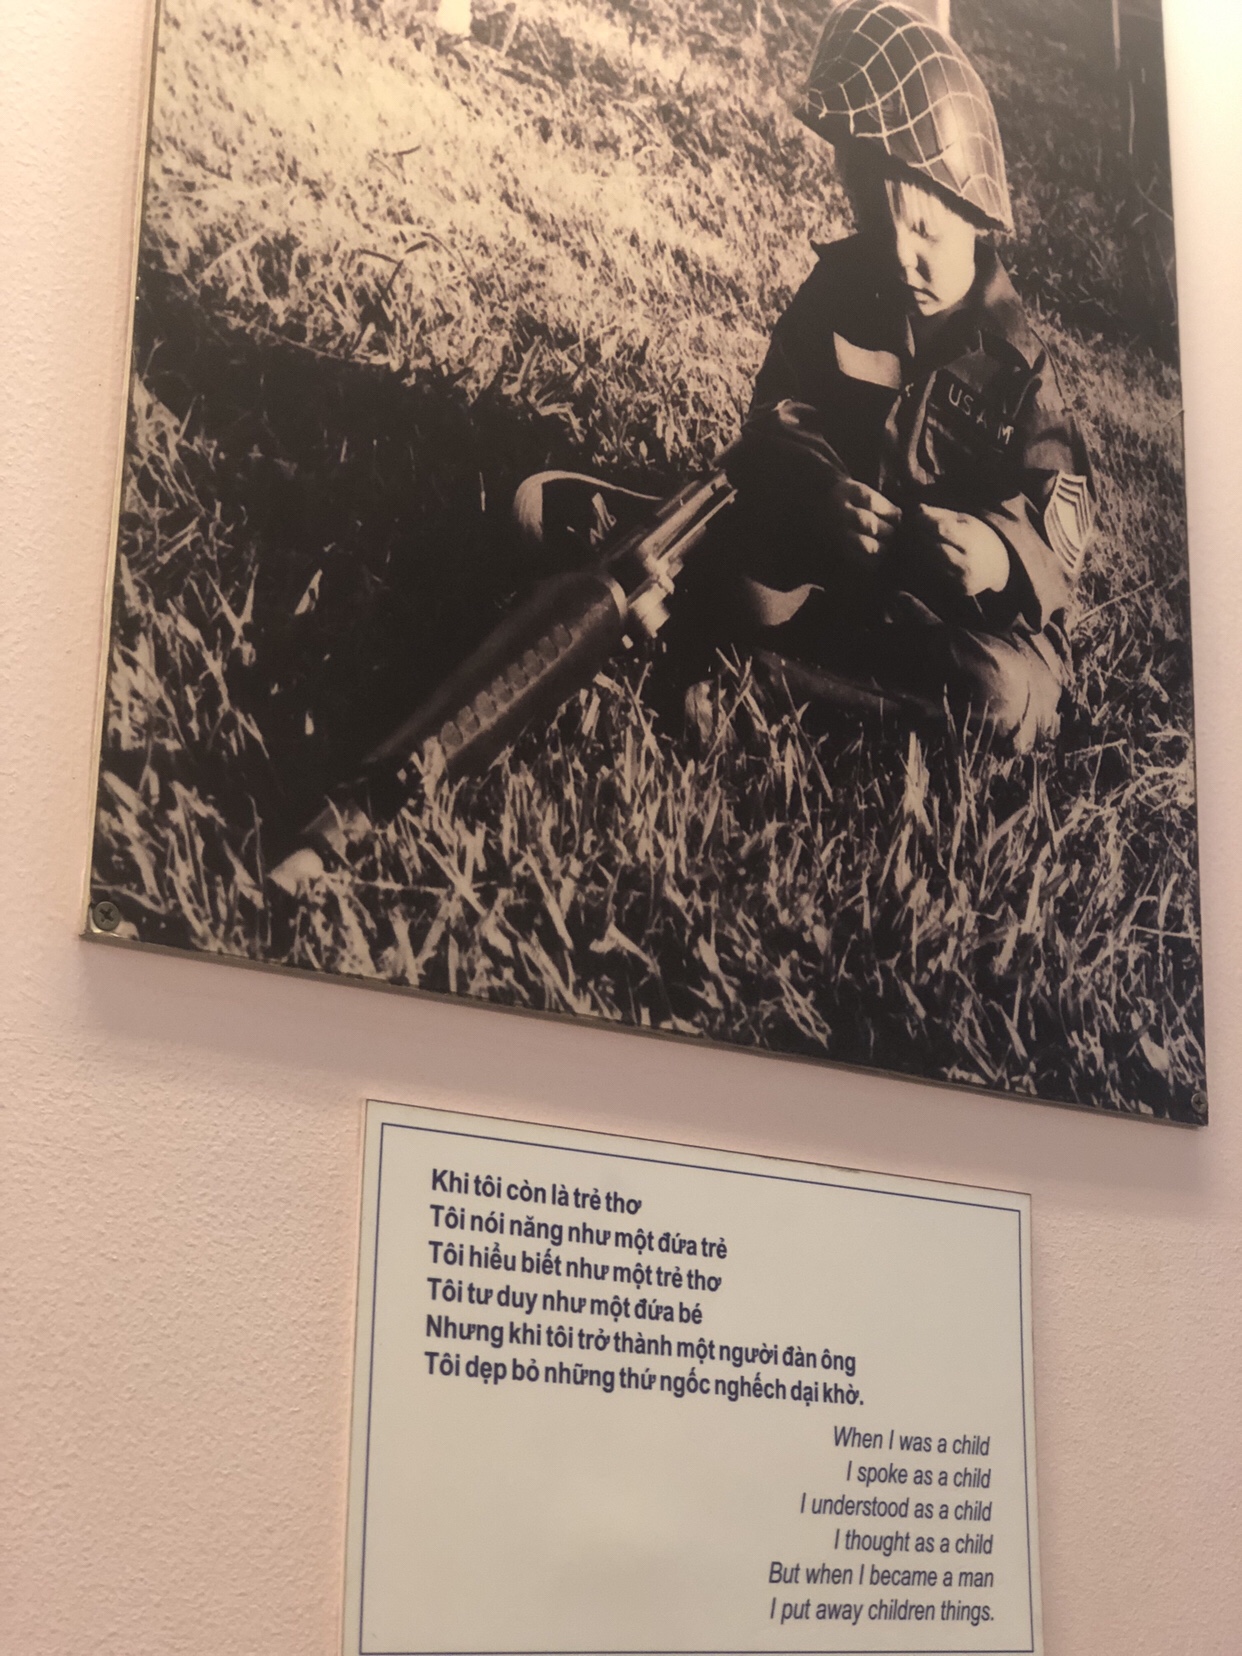 US ARM
Khi tôi còn là trẻ thơ
Tôi nói năng như một đứa trẻ
Tôi hiểu biết như một trẻ thơ
Tôi tư duy như một đứa bé
Nhưng khi tôi trở thành một người đàn ông
Tôi dẹp bỏ những thứ ngốc nghếch dại khờ.
When I was a child
I spoke as a child
I understood as a child
I thought as a child
But when I became a man
I put away children things.